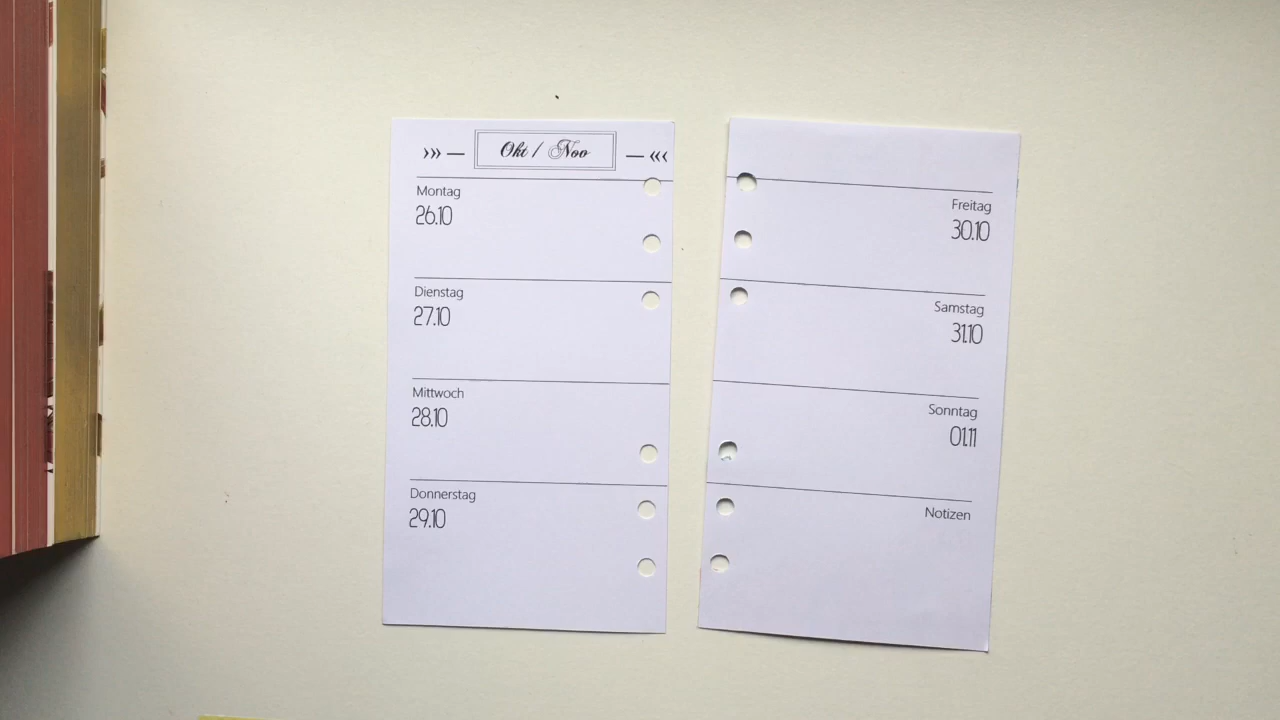 »» — Okt / Nov — ««
Montag
26.10
Dienstag
27.10
Mittwoch
28.10
Donnerstag
29.10
Freitag
30.10
Samstag
31.10
Sonntag
01.11
Notizen